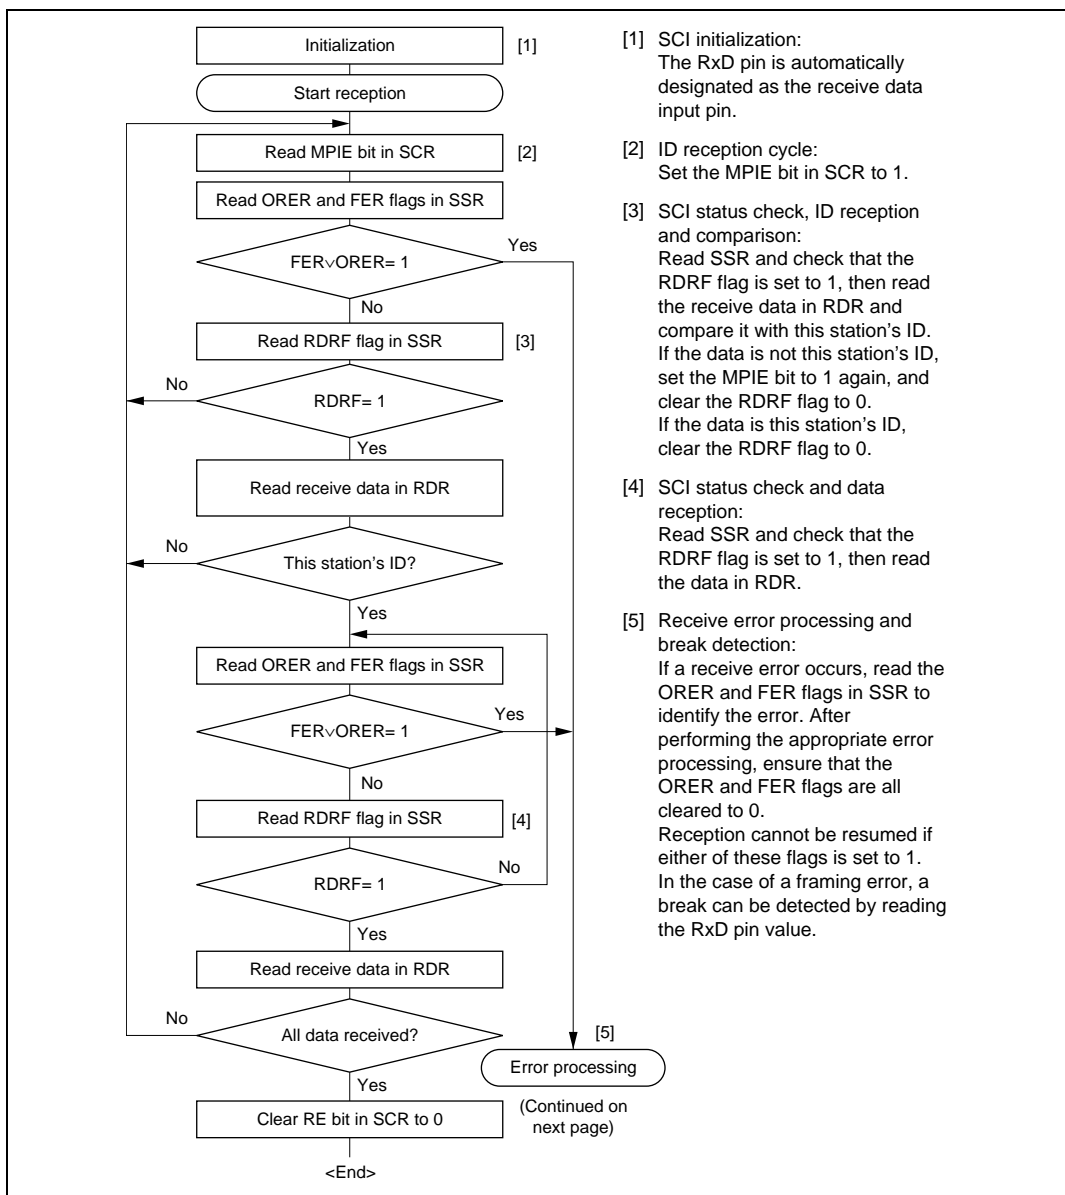 Initialization
[1]
Start reception
Read MPIE bit in SCR
[2]
Read ORER and FER flags in SSR
Yes
FER∨ORER= 1
No
Read RDRF flag in SSR
[3]
No
RDRF= 1
Yes
Read receive data in RDR
No
This station's ID?
Yes
Read ORER and FER flags in SSR
Yes
FER∨ORER= 1
No
Read RDRF flag in SSR
[4]
No
RDRF= 1
Yes
Read receive data in RDR
No
All data received?
[5]
Error processing
Yes
(Continued on
next page)
Clear RE bit in SCR to 0
<End>
[1] SCI initialization:
The RxD pin is automatically
designated as the receive data
input pin.
[2] ID reception cycle:
Set the MPIE bit in SCR to 1.
[3] SCI status check, ID reception
and comparison:
Read SSR and check that the
RDRF flag is set to 1, then read
the receive data in RDR and
compare it with this station's ID.
If the data is not this station's ID,
set the MPIE bit to 1 again, and
clear the RDRF flag to 0.
If the data is this station's ID,
clear the RDRF flag to 0.
[4] SCI status check and data
reception:
Read SSR and check that the
RDRF flag is set to 1, then read
the data in RDR.
[5] Receive error processing and
break detection:
If a receive error occurs, read the
ORER and FER flags in SSR to
identify the error. After
performing the appropriate error
processing, ensure that the
ORER and FER flags are all
cleared to 0.
Reception cannot be resumed if
either of these flags is set to 1.
In the case of a framing error, a
break can be detected by reading
the RxD pin value.